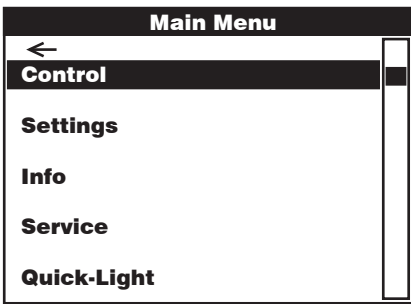 Main Menu
Control
Settings
Info
Service
Quick-Light